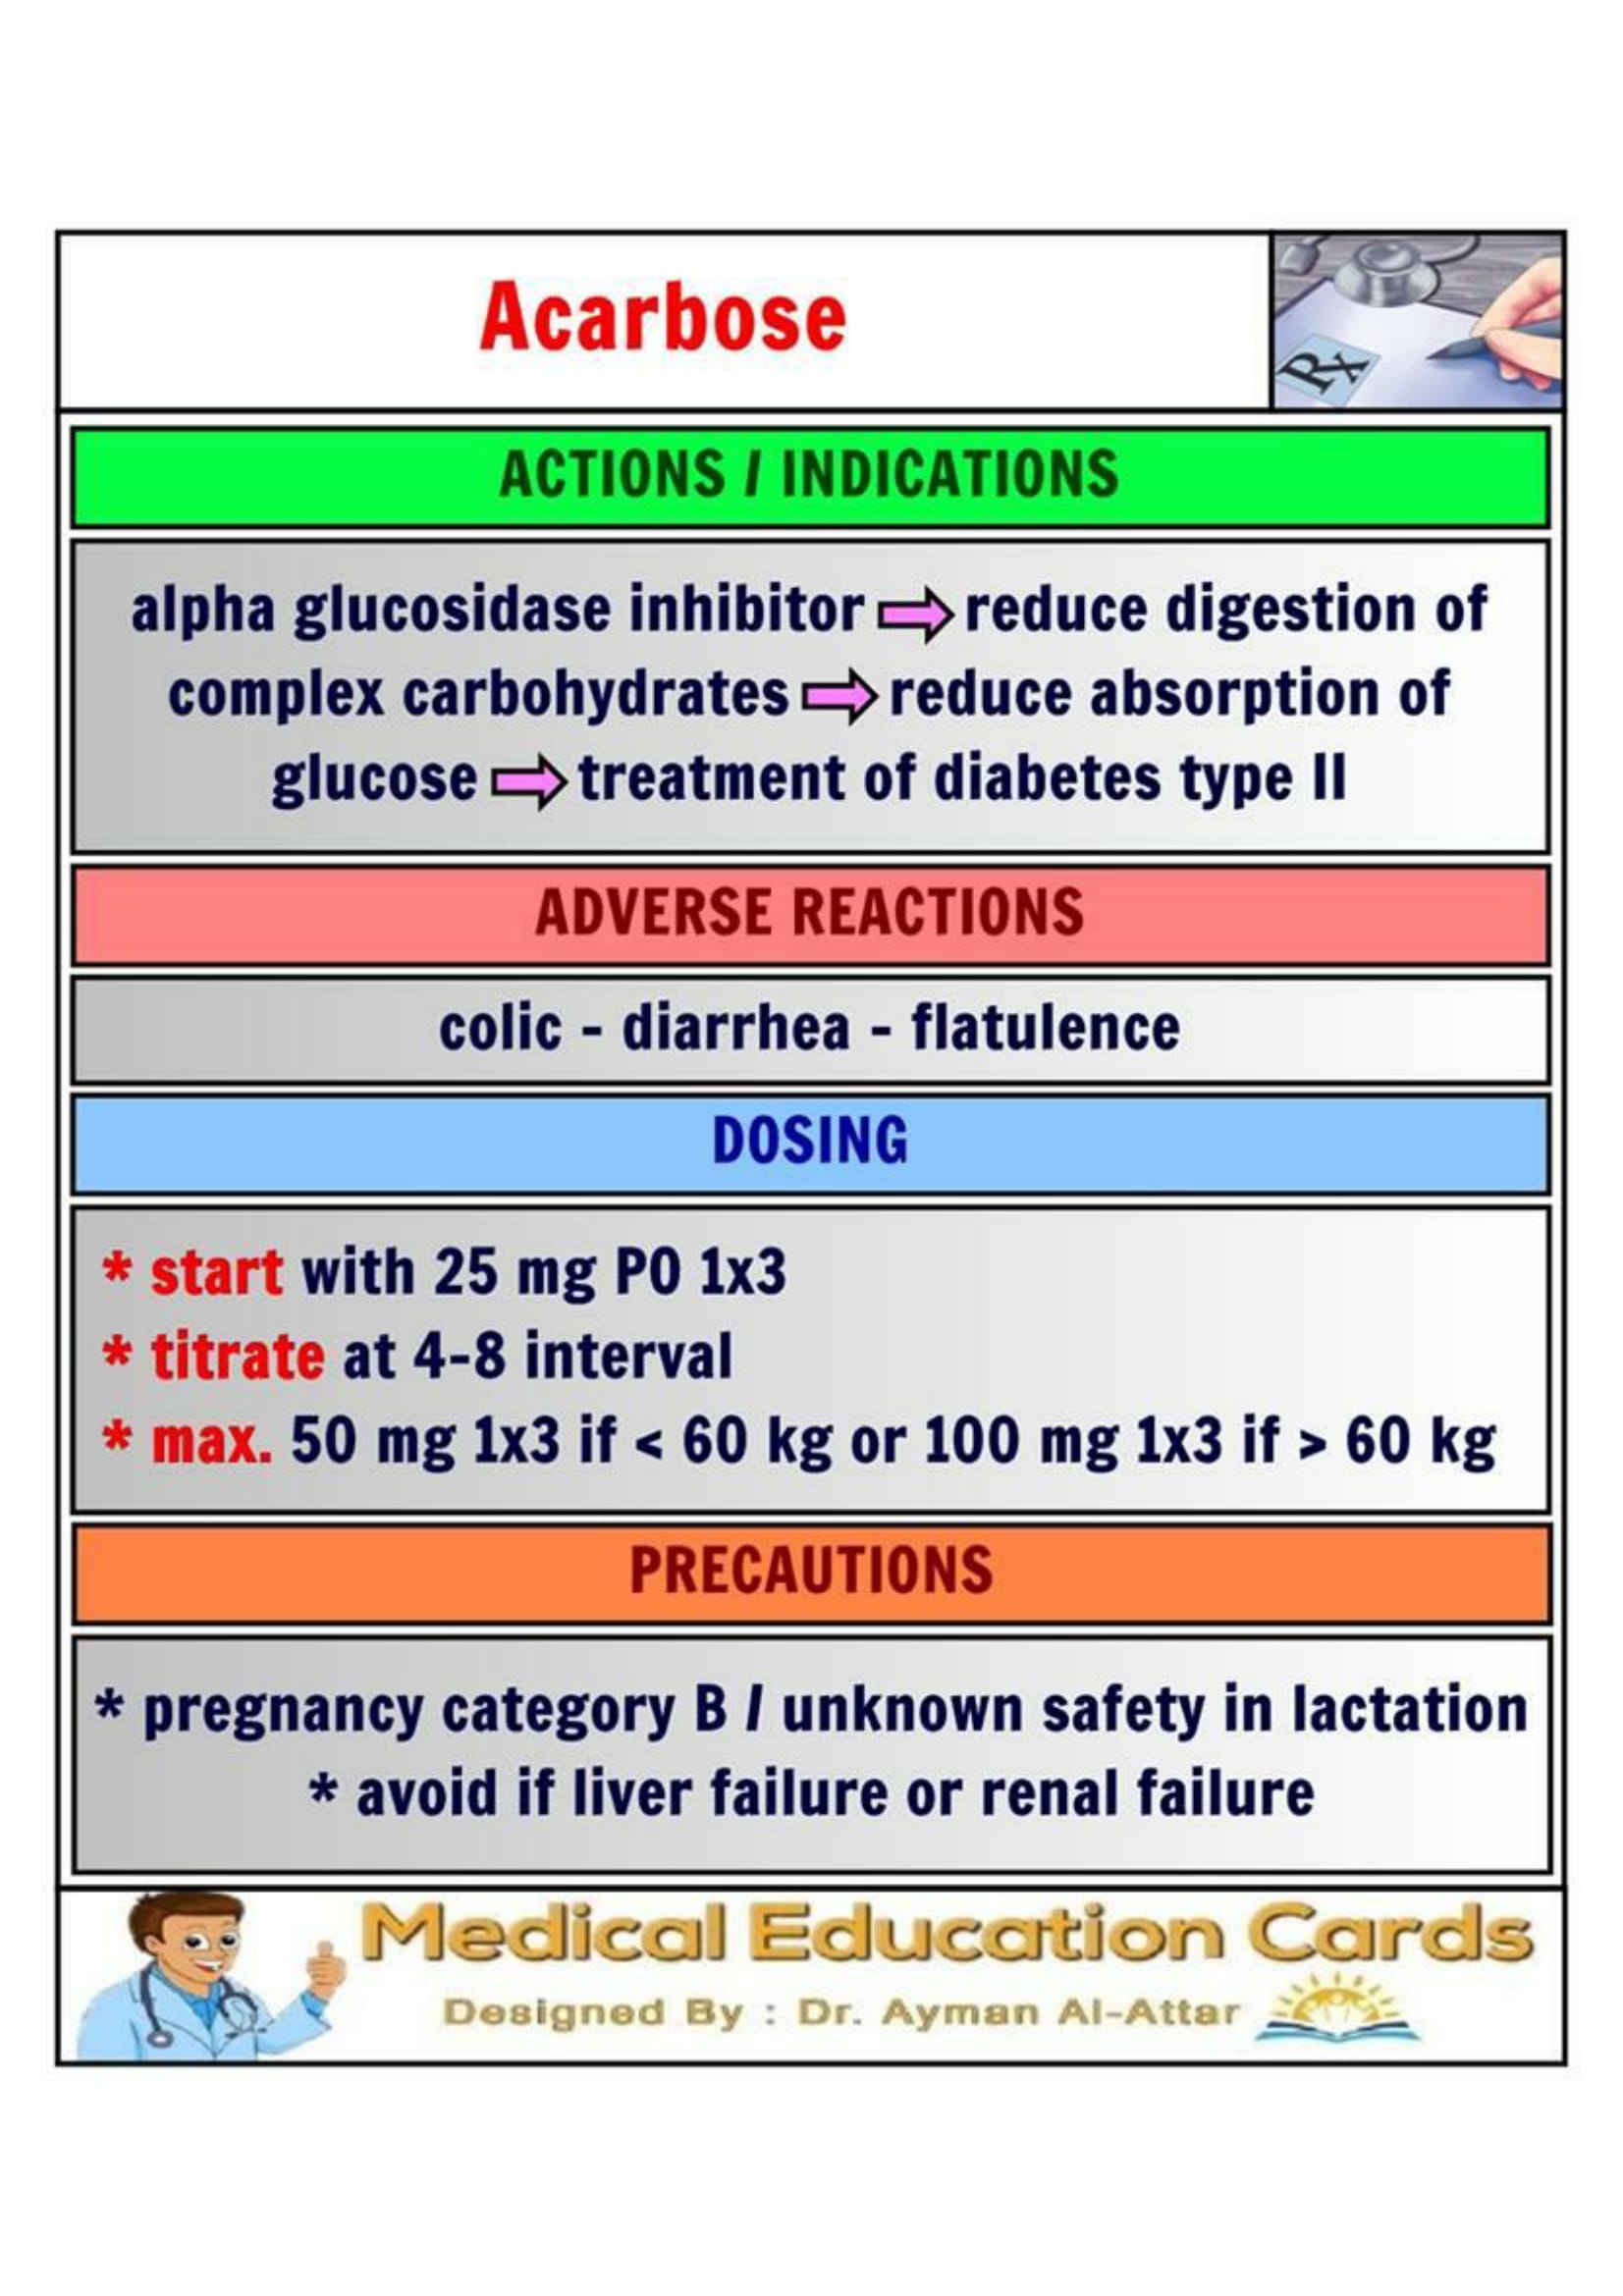 Acarbose
Rx
ACTIONS / INDICATIONS
alpha glucosidase inhibitor ⇨ reduce digestion of
complex carbohydrates ⇨ reduce absorption of
glucose ⇨ treatment of diabetes type II
ADVERSE REACTIONS
colic - diarrhea - flatulence
DOSING
* start with 25 mg PO 1x3
* titrate at 4-8 interval
* max. 50 mg 1x3 if < 60 kg or 100 mg 1x3 if > 60 kg
PRECAUTIONS
* pregnancy category B / unknown safety in lactation
* avoid if liver failure or renal failure
Medical Education Cards
Designed By : Dr. Ayman Al-Attar